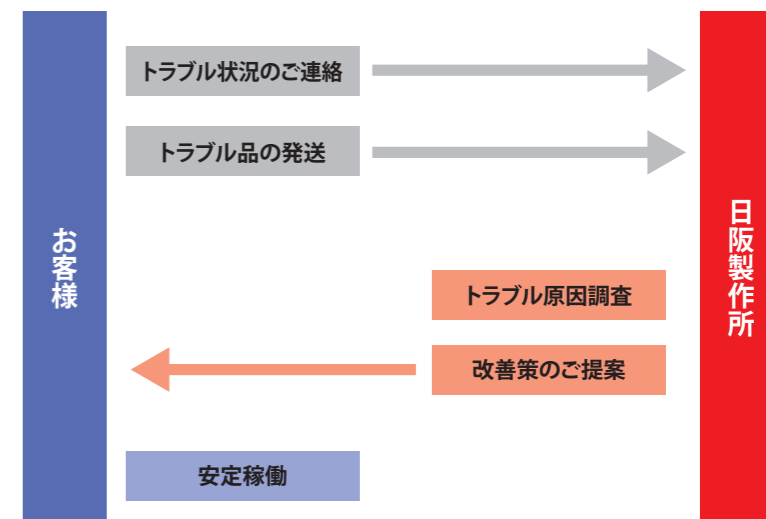 お客様
トラブル状況のご連絡
トラブル品の発送
トラブル原因調査
改善策のご提案
安定稼働
日阪製作所